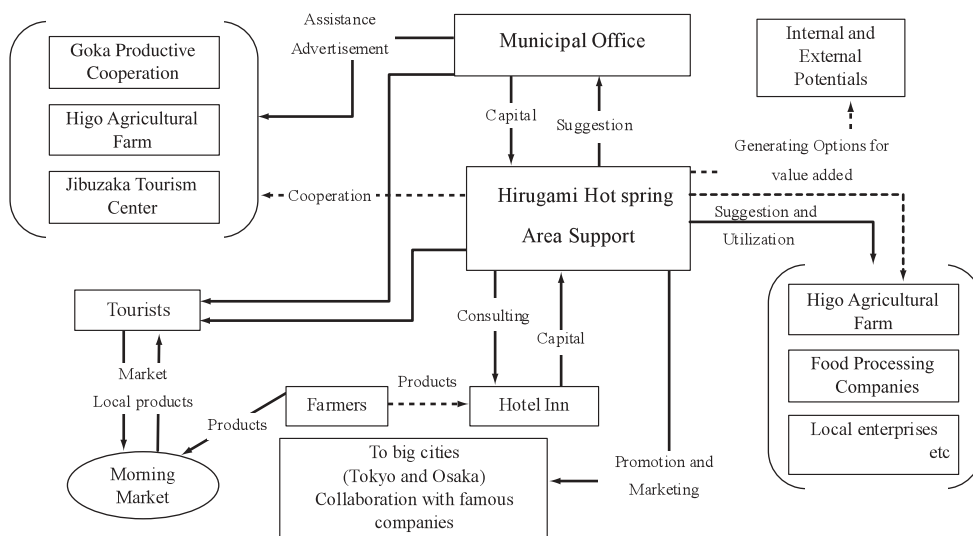 Goka Productive
Cooperation
Higo Agricultural
Farm
Jibuzaka Tourism
Center
Assistance
Advertisement
Municipal Office
Internal and
External
Potentials
Capital
Suggestion
Generating Options for
value added
Cooperation
Hirugami Hot spring
Area Support
Suggestion and
Utilization
Tourists
Consulting
Capital
Higo Agricultural
Farm
Market
Local products
Products
Farmers
Products
Hotel Inn
Food Processing
Companies
Local enterprises
etc
Morning
Market
To big cities
(Tokyo and Osaka)
Collaboration with famous
companies
Promotion and
Marketing